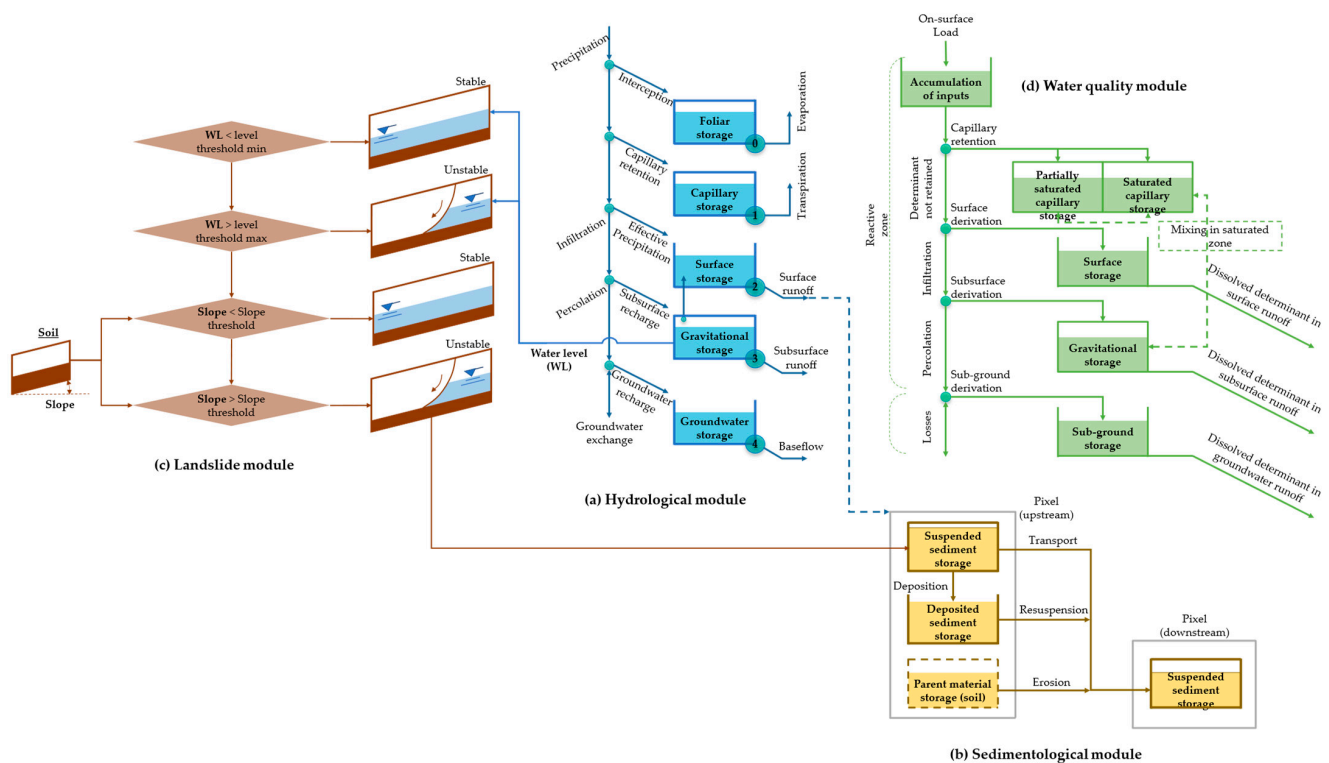 WL < level
threshold min
WL > level
threshold max
Slope < Slope
threshold
Slope > Slope
threshold
Soil
Slope
Stable
Unstable
Stable
Unstable
(c) Landslide module
Precipitation
Interception
Foliar
storage
0
Evaporation
Capillary
retention
Capillary
storage
1
Transpiration
Infiltration
Effective
Precipitation
Surface
storage
2
Surface
runoff
Percolation
Subsurface
recharge
Gravitational
storage
3
Subsurface
runoff
Water level
(WL)
Groundwater
recharge
Groundwater
storage
4
Baseflow
Groundwater
exchange
(a) Hydrological module
On-surface
Load
Accumulation
of inputs
(d) Water quality module
Reactive
zone
Capillary
retention
Determinant
not retained
Partially
saturated
capillary
storage
Saturated
capillary
storage
Mixing in saturated
zone
Surface derivation
Surface
storage
Dissolved determinant in
surface runoff
Infiltration
Subsurface derivation
Gravitational
storage
Dissolved determinant in
subsurface runoff
Percolation
Sub-ground
derivation
Losses
Sub-ground
storage
Dissolved determinant in
groundwater runoff
Pixel
(upstream)
Suspended
sediment
storage
Transport
Deposition
Deposited
sediment
storage
Resuspension
Parent material
storage (soil)
Erosion
Pixel
(downstream)
Suspended
sediment
storage
(b) Sedimentological module